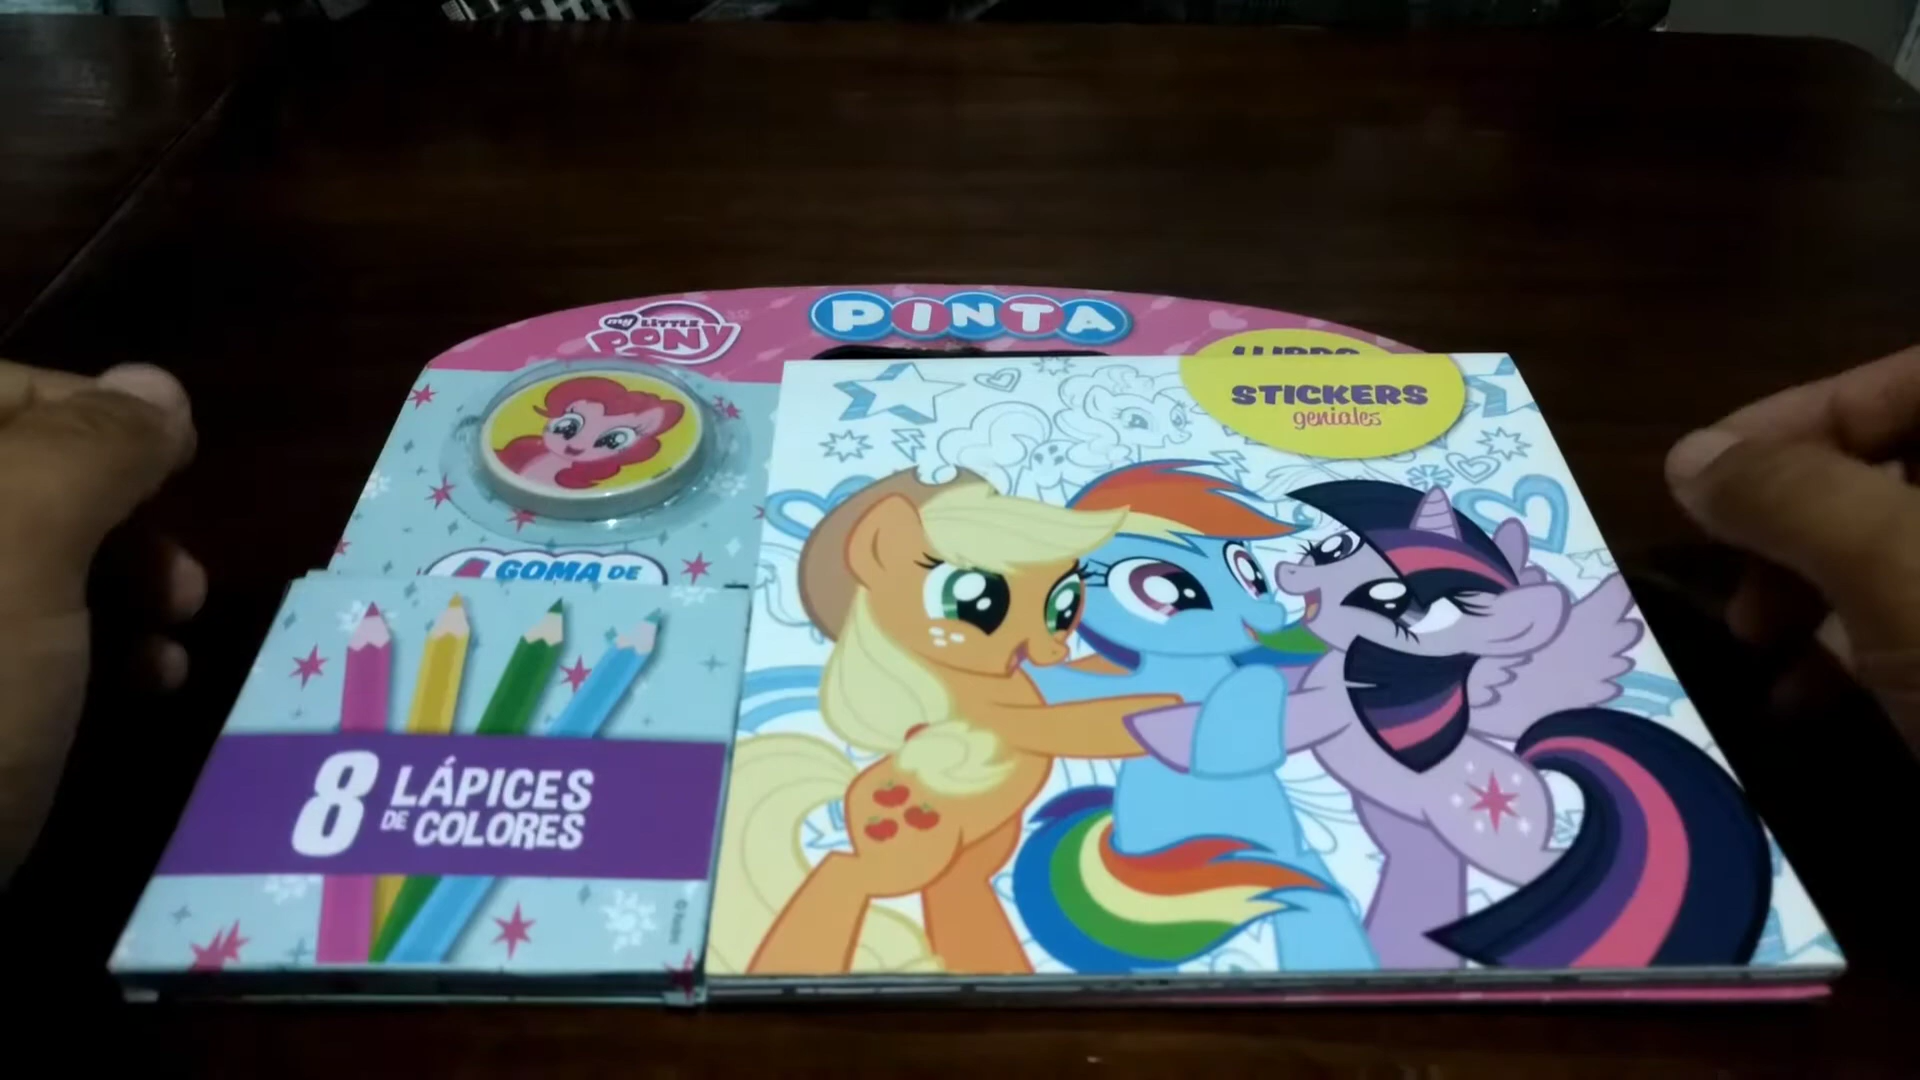 my
LITTLE
PONY
PINTA
STICKERS
geniales
GOMA DE
8 LÁPICES
DE COLORES